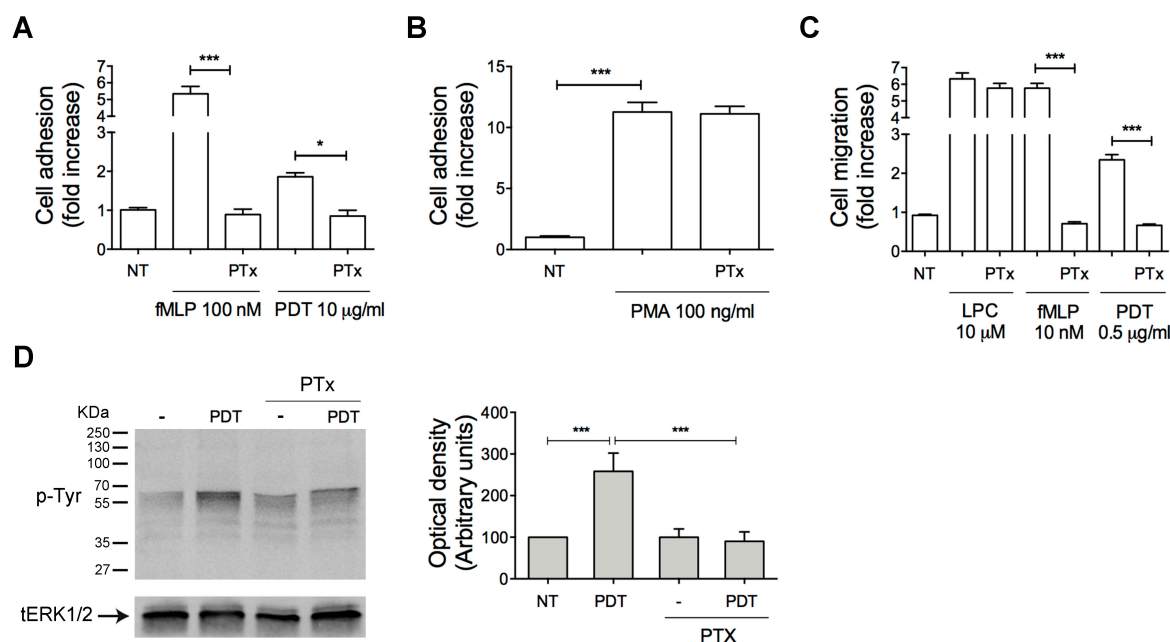 A
Cell adhesion
(fold increase)
7
6
5
4
3
2
1
0
***
*
NT
PTx
PTx
fMLP 100 nM
PDT 10 μg/ml
B
Cell adhesion
(fold increase)
15
10
5
0
***
NT
PTx
PMA 100 ng/ml
C
Cell migration
(fold increase)
7
6
5
4
3
2
1
0
***
***
NT
PTx
PTx
PTx
LPC
10 μM
fMLP
10 nM
PDT
0.5 μg/ml
D
PTx
KDa
-
PDT
-
PDT
250
130
100
70
55
35
27
p-Tyr
tERK1/2
Optical density
(Arbitrary units)
400
300
200
100
0
***
***
NT
PDT
-
PDT
PTX